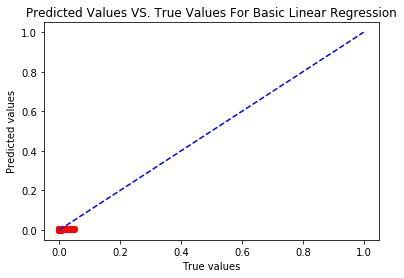 Predicted Values VS. True Values For Basic Linear Regression
1.0
0.8
0.6
0.4
0.2
0.0
Predicted values
0.0 0.2 0.4 0.6 0.8 1.0
True values